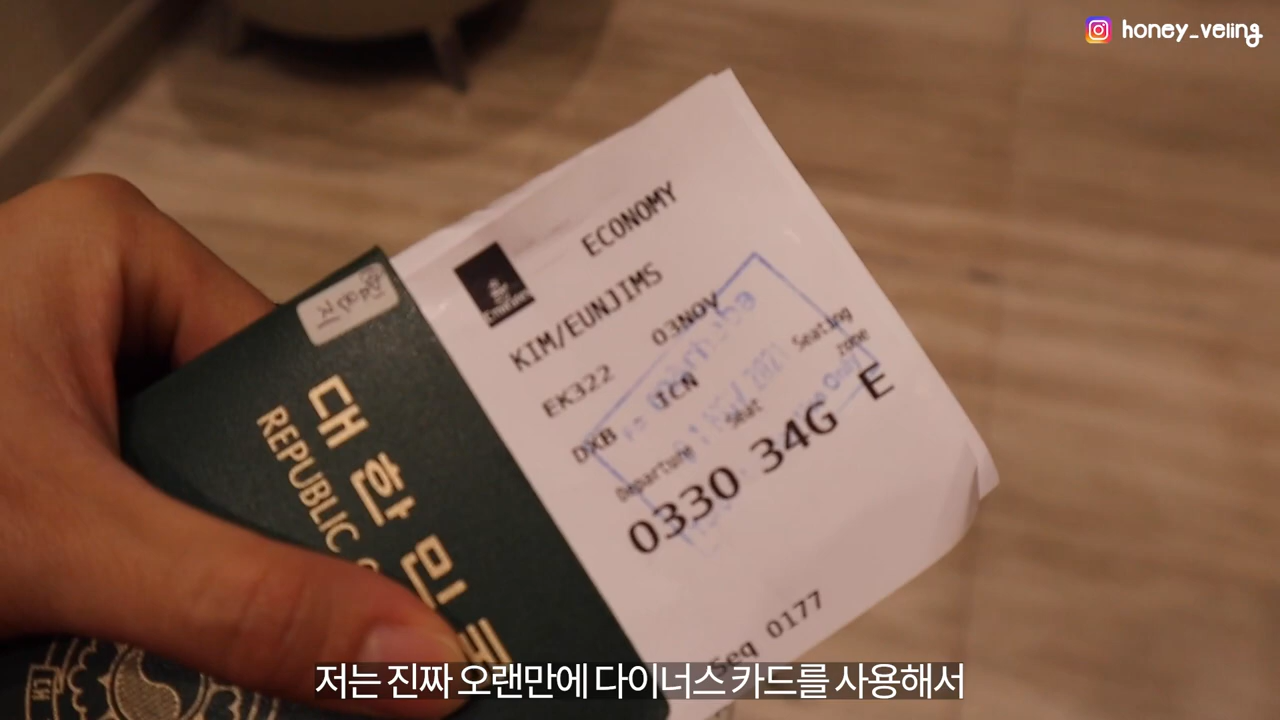 honey_veling
ECONOMY
KIM/EUNJIMS
EK322 03NOV
DXB ICN
Seating
zone
Departure Seat
0330 34G E
Seq 0177
대한민국
REPUBLIC
저는 진짜 오랜만에 다이너스 카드를 사용해서